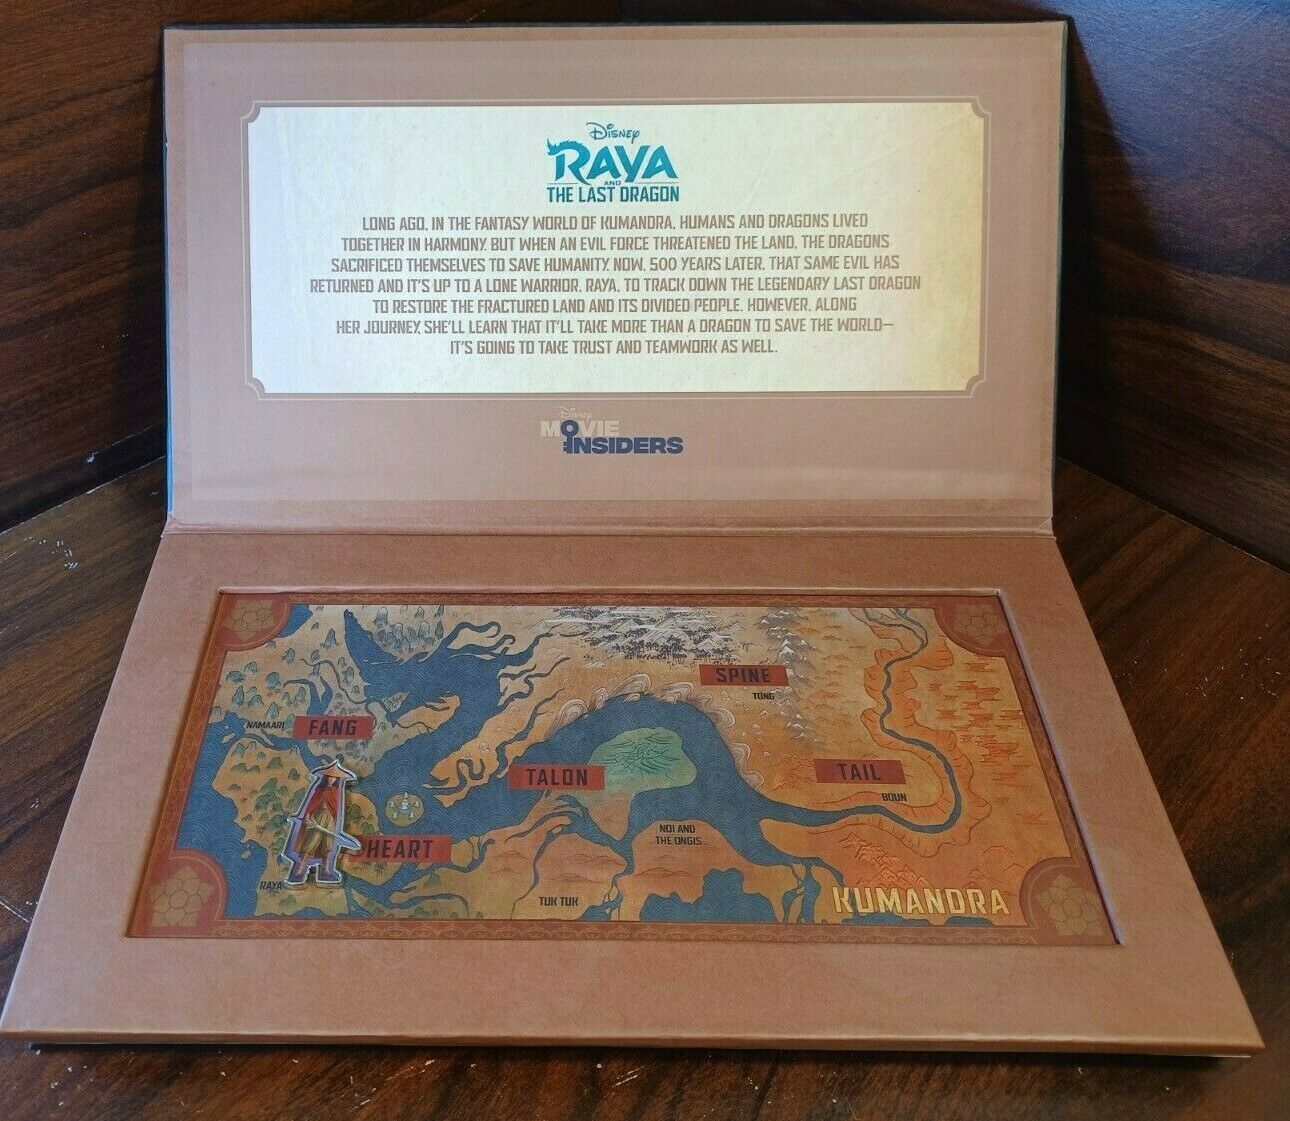 Disney
RAYA
AND
THE LAST DRAGON
LONG AGO, IN THE FANTASY WORLD OF KUMANDRA, HUMANS AND DRAGONS LIVED
TOGETHER IN HARMONY. BUT WHEN AN EVIL FORCE THREATENED THE LAND, THE DRAGONS
SACRIFICED THEMSELVES TO SAVE HUMANITY. NOW, 500 YEARS LATER, THAT SAME EVIL HAS
RETURNED AND IT'S UP TO A LONE WARRIOR, RAYA, TO TRACK DOWN THE LEGENDARY LAST DRAGON
TO RESTORE THE FRACTURED LAND AND ITS DIVIDED PEOPLE. HOWEVER, ALONG
HER JOURNEY, SHE'LL LEARN THAT IT'LL TAKE MORE THAN A DRAGON TO SAVE THE WORLD—
IT'S GOING TO TAKE TRUST AND TEAMWORK AS WELL.
Disney
MOVIE
INSIDERS
SPINE
TONG
NAMAARI
FANG
TALON
TAIL
BOUN
NOI AND
THE ONGIS
HEART
RAYA
TUK TUK
KUMANDRA